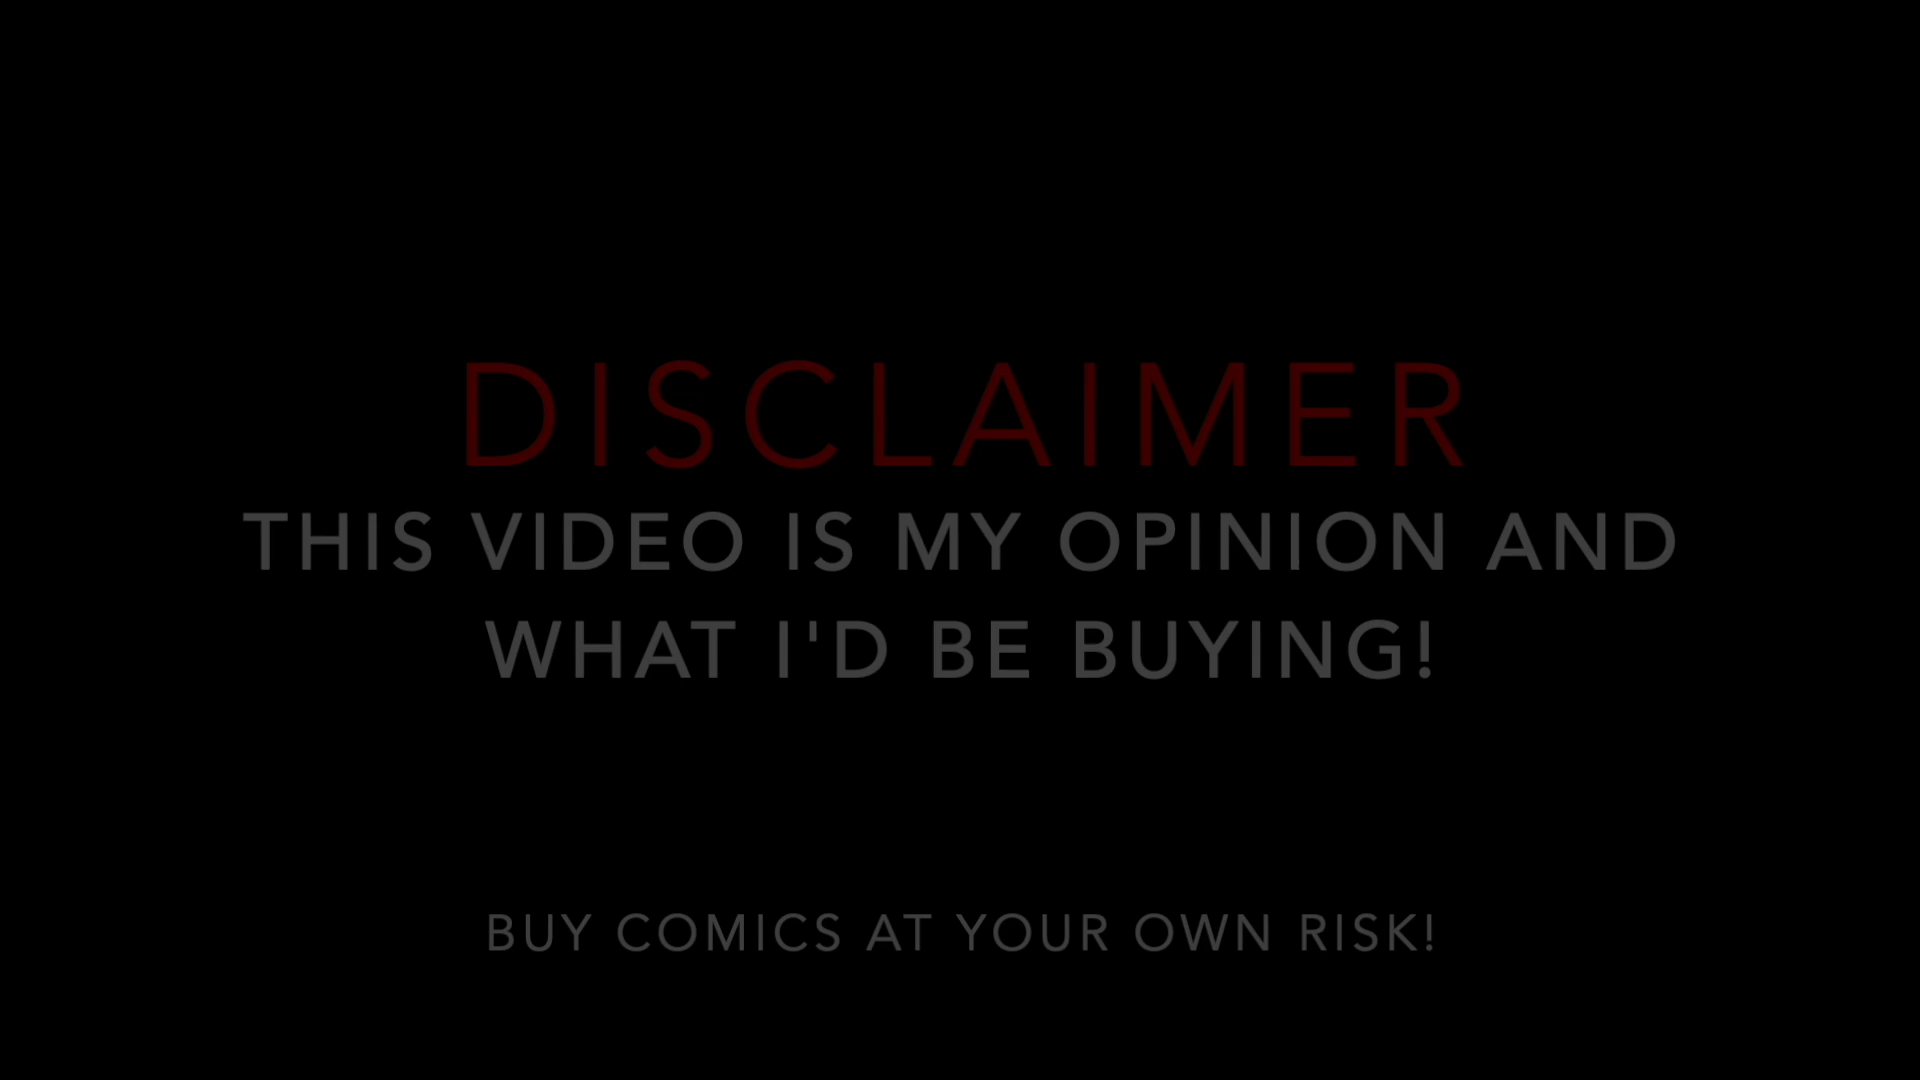 DISCLAIMER
THIS VIDEO IS MY OPINION AND
WHAT I'D BE BUYING!
BUY COMICS AT YOUR OWN RISK!